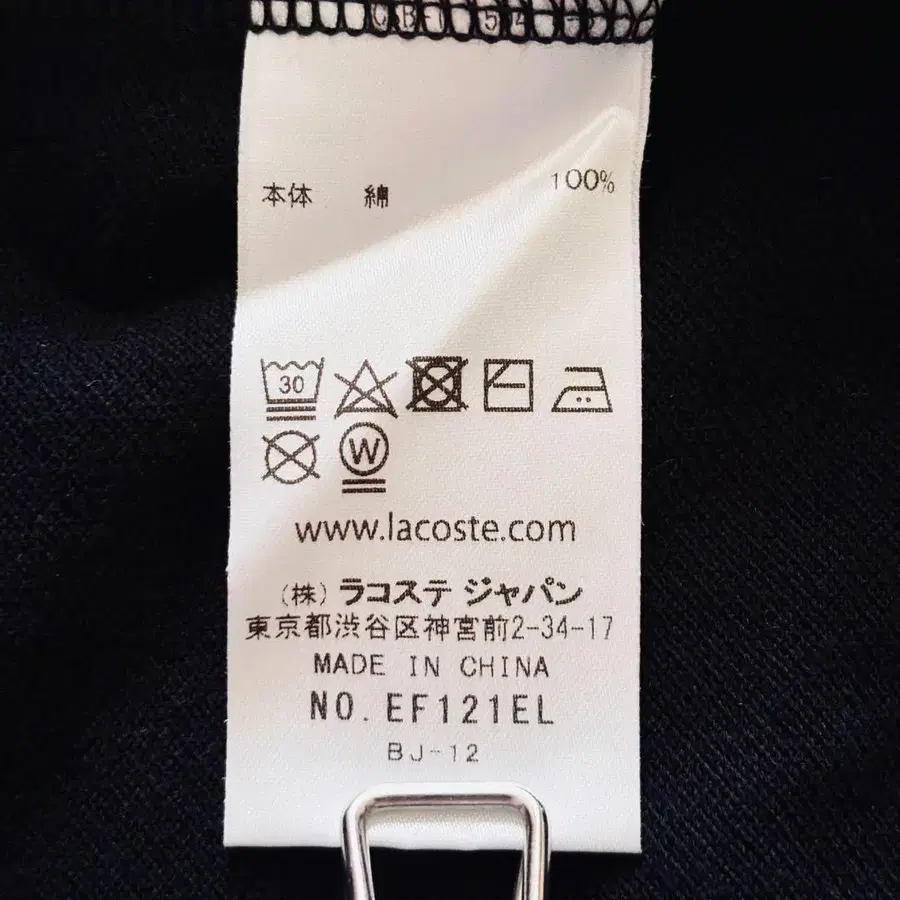 本体 綿 100%
30
W
www.lacoste.com
(株) ラコステ ジャパン
東京都渋谷区神宮前2-34-17
MADE IN CHINA
NO. EF121EL
BJ-12